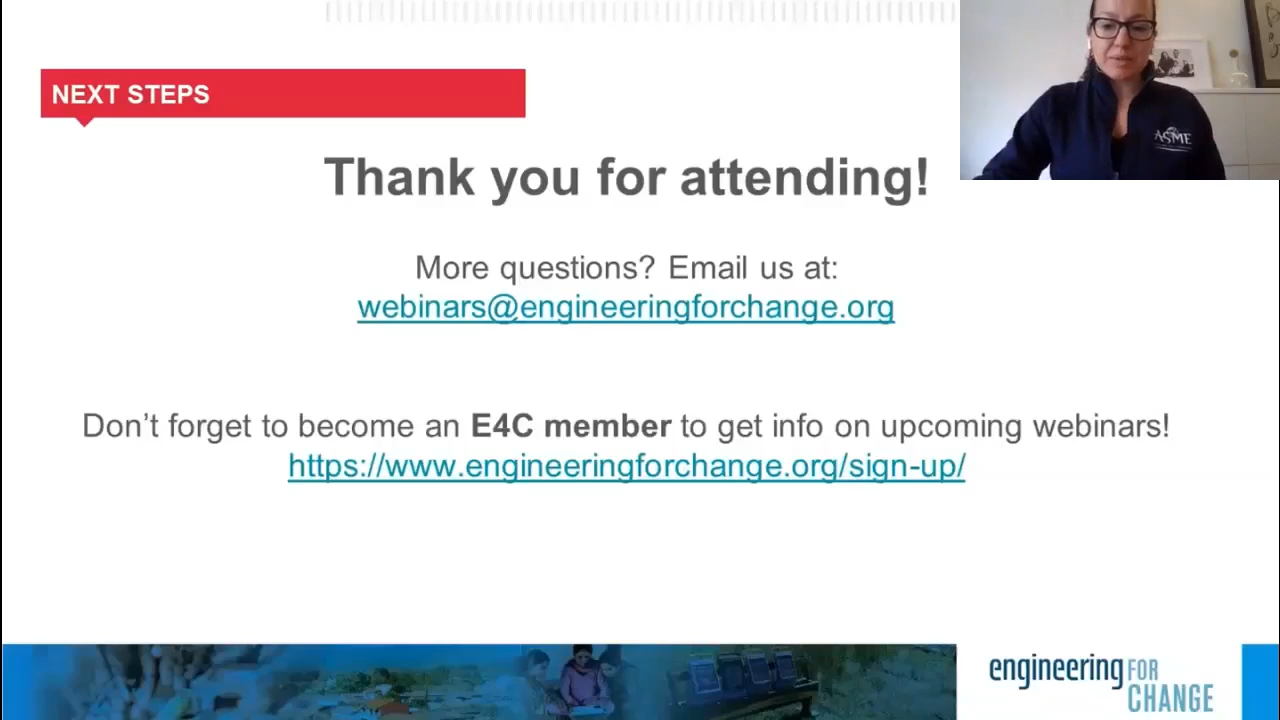 NEXT STEPS
Thank you for attending!
More questions? Email us at:
webinars@engineeringforchange.org
Don’t forget to become an E4C member to get info on upcoming webinars!
https://www.engineeringforchange.org/sign-up/
ASME
engineering FOR
CHANGE